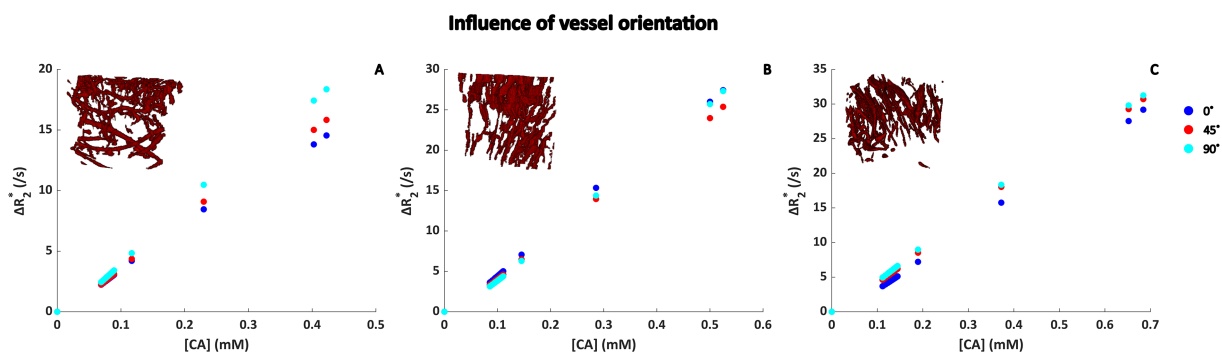 Influence of vessel orientation
A
20
15
10
5
0
ΔR₂* (/s)
0 0.1 0.2 0.3 0.4 0.5
[CA] (mM)
B
30
25
20
15
10
5
0
ΔR₂* (/s)
0 0.1 0.2 0.3 0.4 0.5 0.6
[CA] (mM)
C
35
30
25
20
15
10
5
0
ΔR₂* (/s)
0 0.1 0.2 0.3 0.4 0.5 0.6 0.7
[CA] (mM)
0°
45°
90°